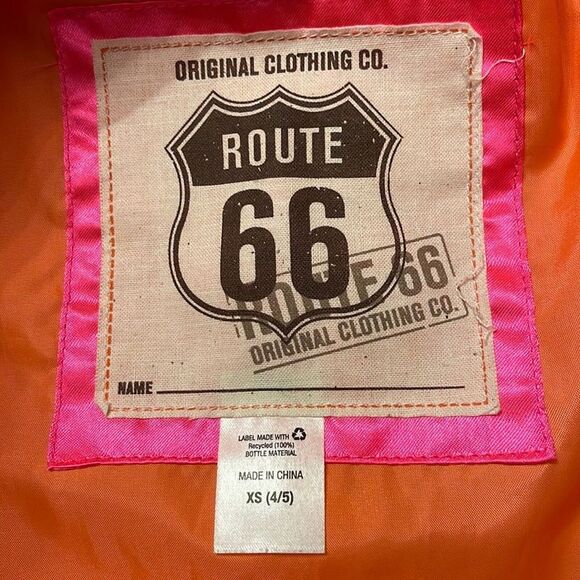 ORIGINAL CLOTHING CO.
ROUTE
66
ROUTE 66
ORIGINAL CLOTHING CO.
NAME
LABEL MADE WITH
Recycled (100%)
BOTTLE MATERIAL
MADE IN CHINA
XS (4/5)